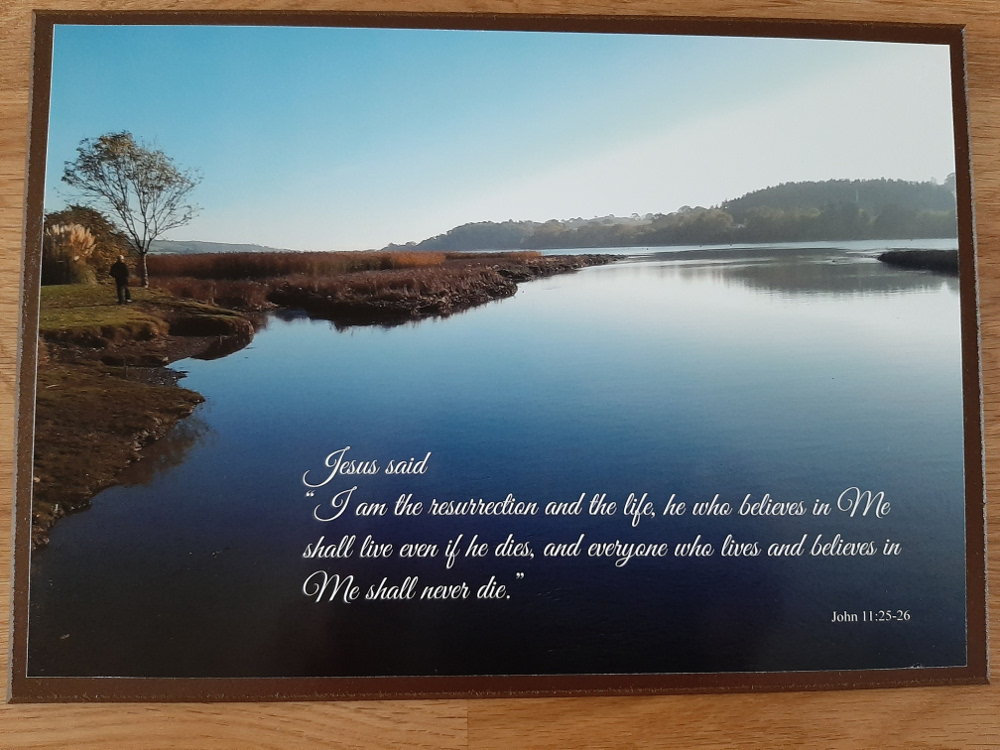 Jesus said
“I am the resurrection and the life, he who believes in Me
shall live even if he dies, and everyone who lives and believes in
Me shall never die.”
John 11:25-26